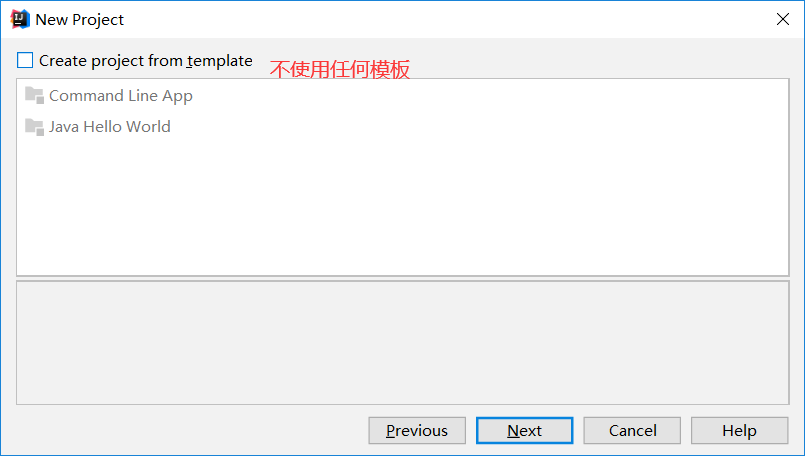 New Project
Create project from template
不使用任何模板
Command Line App
Java Hello World
Previous
Next
Cancel
Help